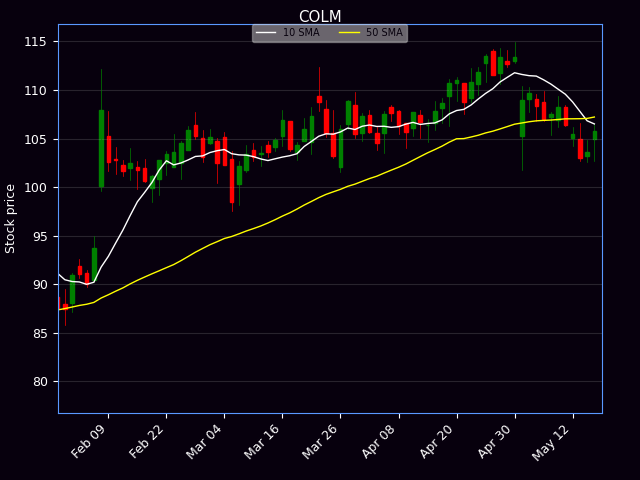 COLM
10 SMA
50 SMA
Stock price
115
110
105
100
95
90
85
80
Feb 09
Feb 22
Mar 04
Mar 16
Mar 26
Apr 08
Apr 20
Apr 30
May 12